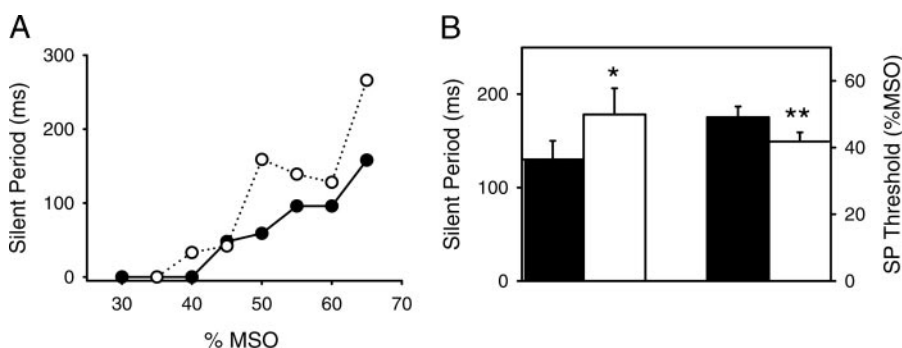 A
Silent Period (ms)
300
200
100
0
30 40 50 60 70
% MSO
B
Silent Period (ms)
200
100
0
*
**
60
40
20
0
SP Threshold (%MSO)